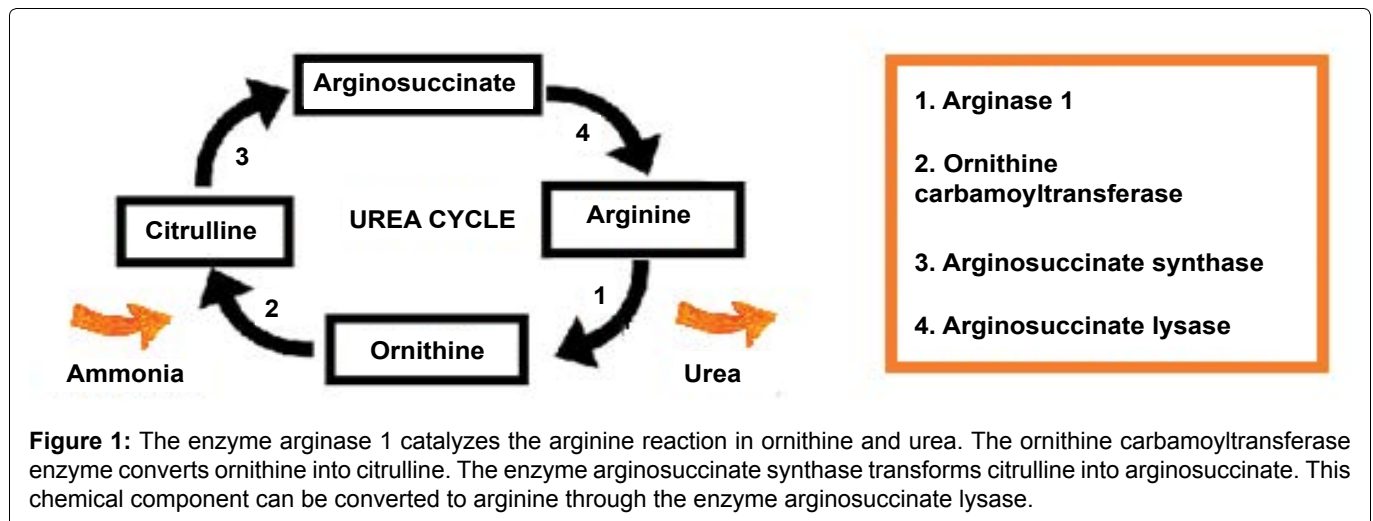 Arginosuccinate
4
3
Citrulline
UREA CYCLE
Arginine
1
2
Ornithine
Ammonia
Urea
1. Arginase 1
2. Ornithine
carbamoyltransferase
3. Arginosuccinate synthase
4. Arginosuccinate lysase
Figure 1: The enzyme arginase 1 catalyzes the arginine reaction in ornithine and urea. The ornithine carbamoyltransferase
enzyme converts ornithine into citrulline. The enzyme arginosuccinate synthase transforms citrulline into arginosuccinate. This
chemical component can be converted to arginine through the enzyme arginosuccinate lysase.